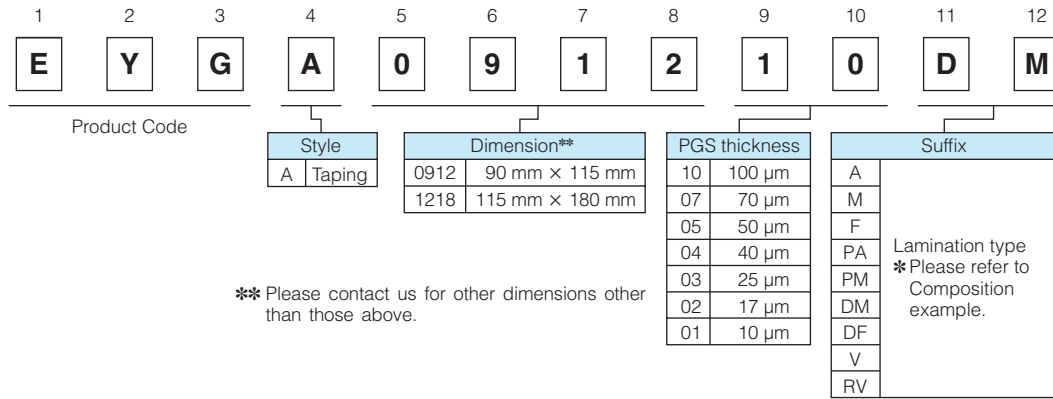 1 2 3 4 5 6 7 8 9 10 11 12
E Y G A 0 9 1 2 1 0 D M
Product Code
Style
A Taping
Dimension**
0912 90 mm × 115 mm
1218 115 mm × 180 mm
** Please contact us for other dimensions other
than those above.
PGS thickness
10 100 µm
07 70 µm
05 50 µm
04 40 µm
03 25 µm
02 17 µm
01 10 µm
Suffix
A
M
F
PA
PM
DM
DF
V
RV
Lamination type
* Please refer to
Composition
example.